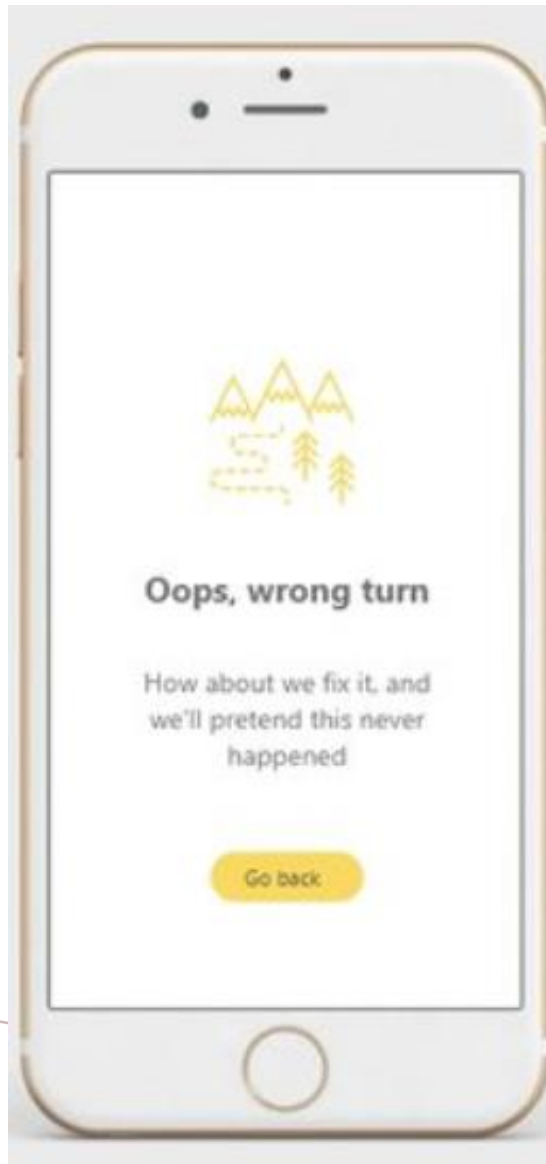 Oops, wrong turn
How about we fix it, and
we'll pretend this never
happened
Go back